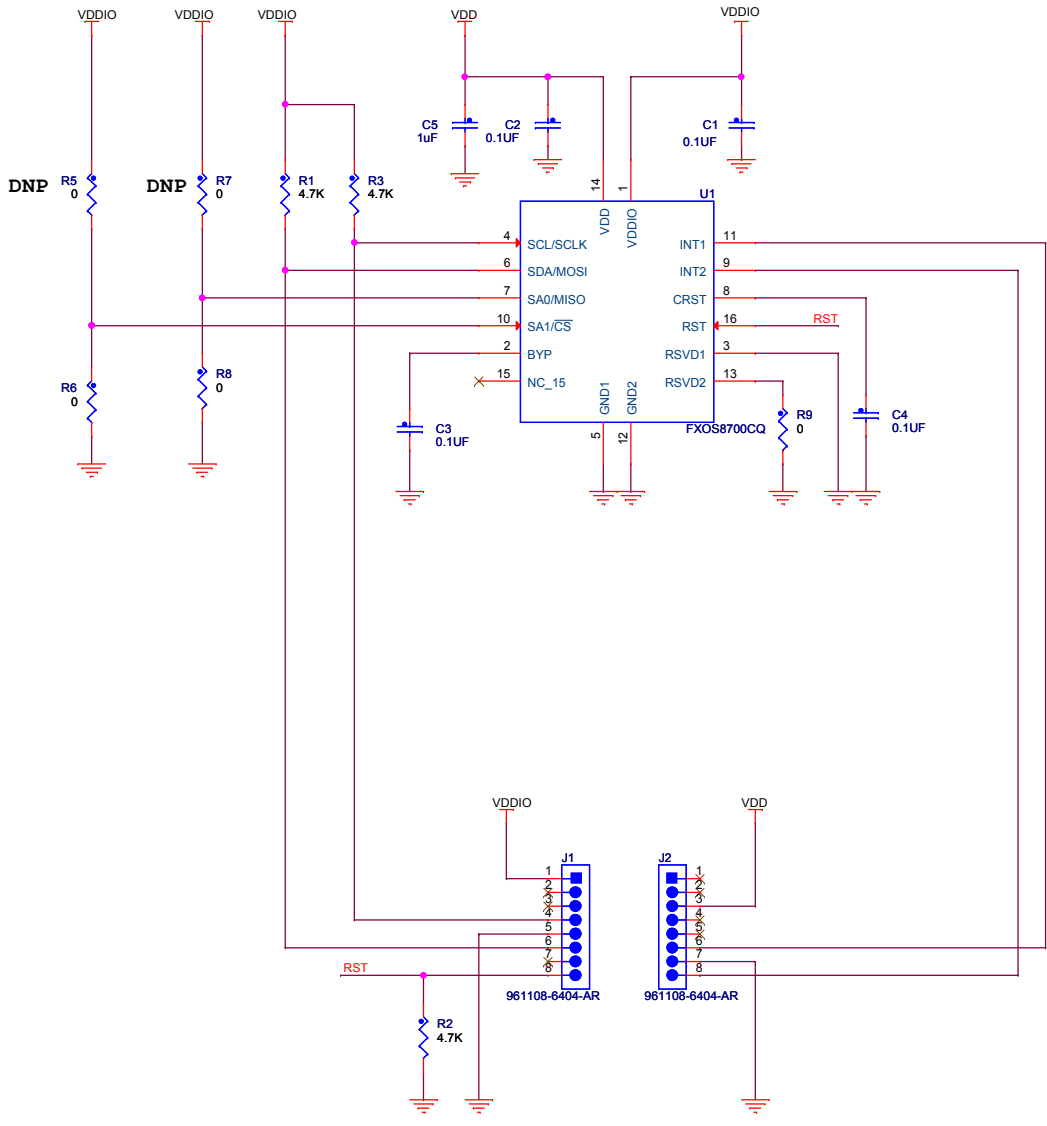 VDDIO
VDDIO
VDDIO
VDD
VDDIO
C5
1uF
C2
0.1UF
C1
0.1UF
DNP
R5
0
DNP
R7
0
R1
4.7K
R3
4.7K
14
1
U1
VDD
VDDIO
4
SCL/SCLK
INT1
11
6
SDA/MOSI
INT2
9
7
SA0/MISO
CRST
8
10
SA1/CS
RST
16
RST
2
BYP
RSVD1
3
15
NC_15
RSVD2
13
GND1
GND2
5
12
FXOS8700CQ
R6
0
R8
0
C3
0.1UF
R9
0
C4
0.1UF
VDDIO
VDD
J1
J2
1
2
3
4
5
6
7
8
1
2
3
4
5
6
7
8
RST
961108-6404-AR
961108-6404-AR
R2
4.7K